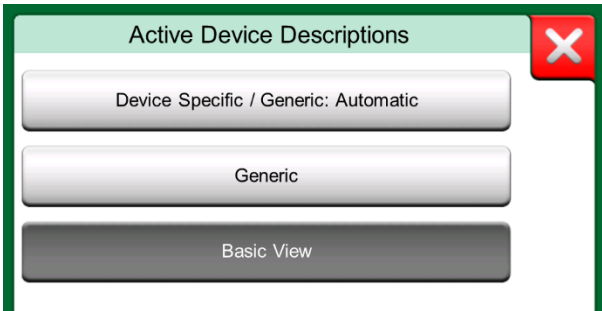 Active Device Descriptions
Device Specific / Generic: Automatic
Generic
Basic View